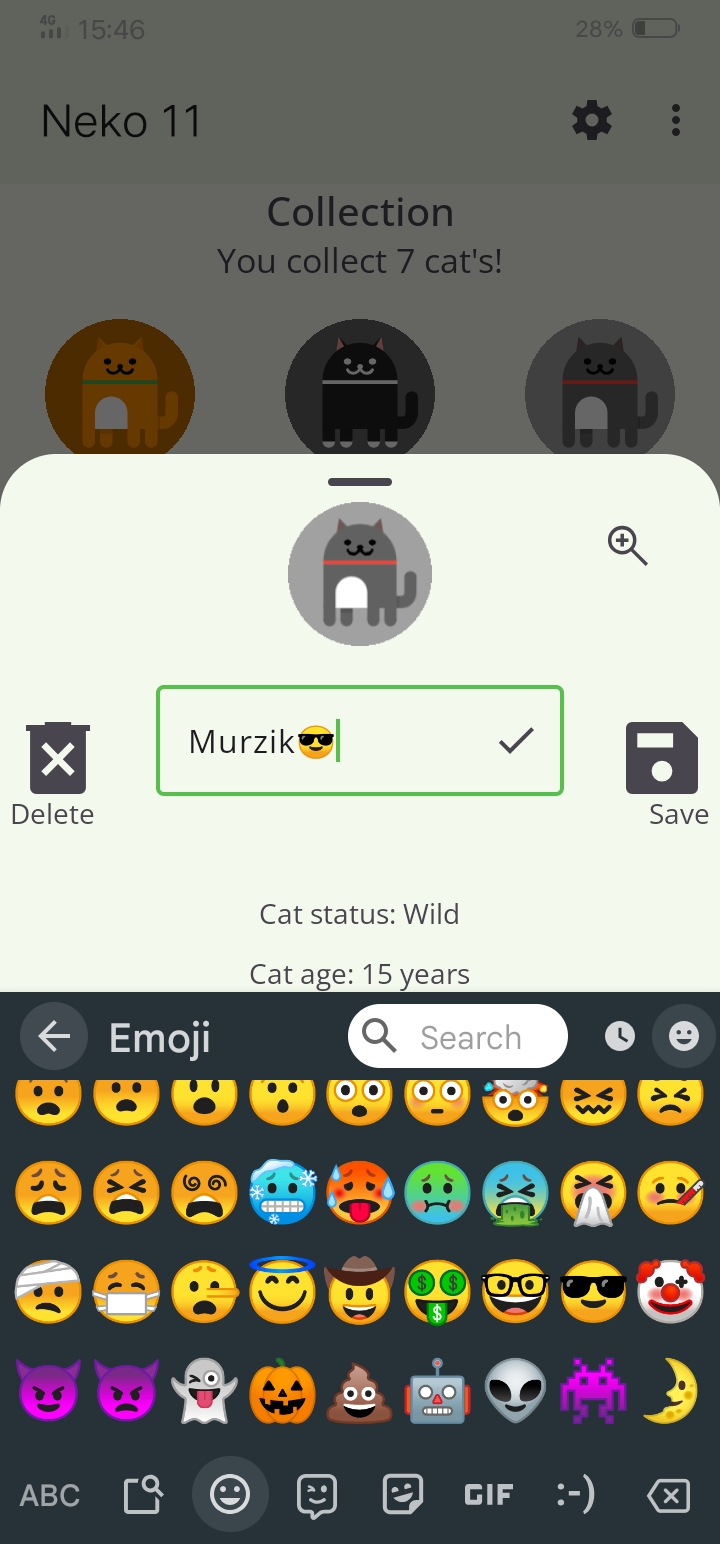 4G 15:46 28%
Neko 11
Collection
You collect 7 cat's!
Murzik😎
Delete
Save
Cat status: Wild
Cat age: 15 years
Emoji Search
ABC GIF :-)